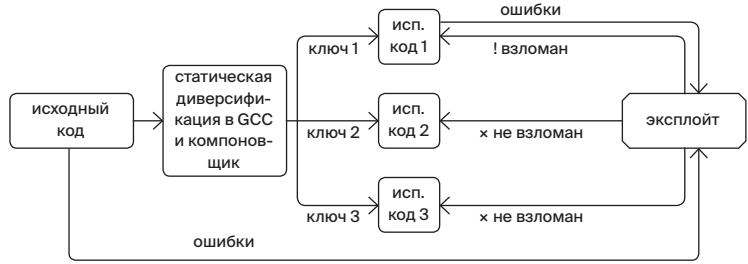 ошибки
исп.
код 1
ключ 1
! взломан
статическая
диверсифи-
кация в GCC
и компонов-
щик
исходный
код
исп.
код 2
ключ 2
× не взломан
эксплойт
исп.
код 3
ключ 3
× не взломан
ошибки